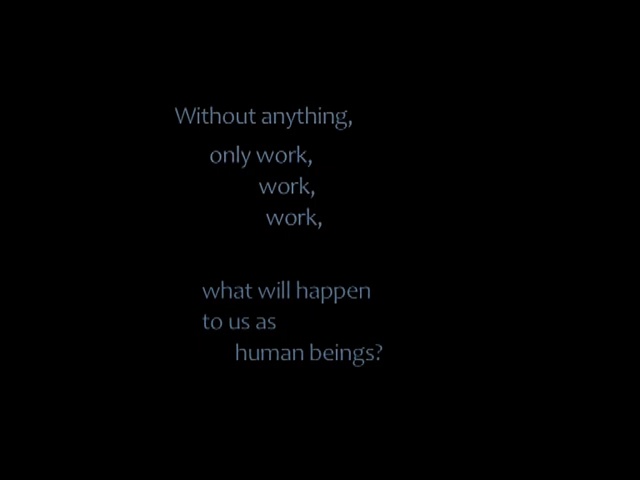 Without anything,
only work,
work,
work,
what will happen
to us as
human beings?